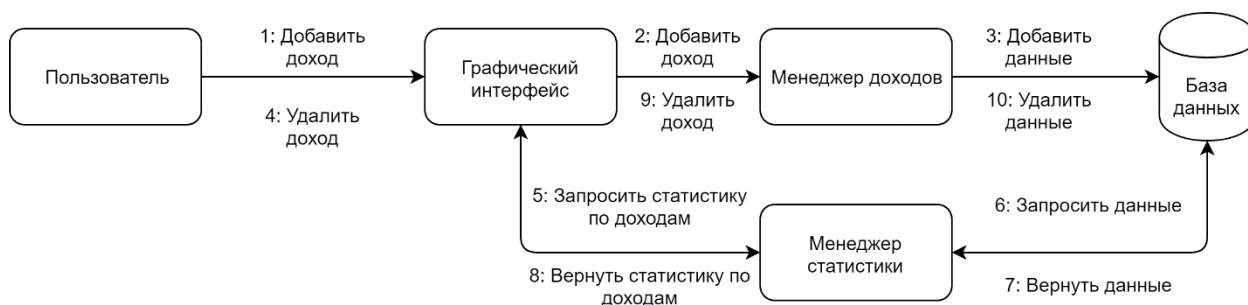 Пользователь
1: Добавить
доход
4: Удалить
доход
Графический
интерфейс
2: Добавить
доход
9: Удалить
доход
Менеджер доходов
3: Добавить
данные
10: Удалить
данные
База
данных
5: Запросить статистику
по доходам
8: Вернуть статистику по
доходам
Менеджер
статистики
6: Запросить данные
7: Вернуть данные